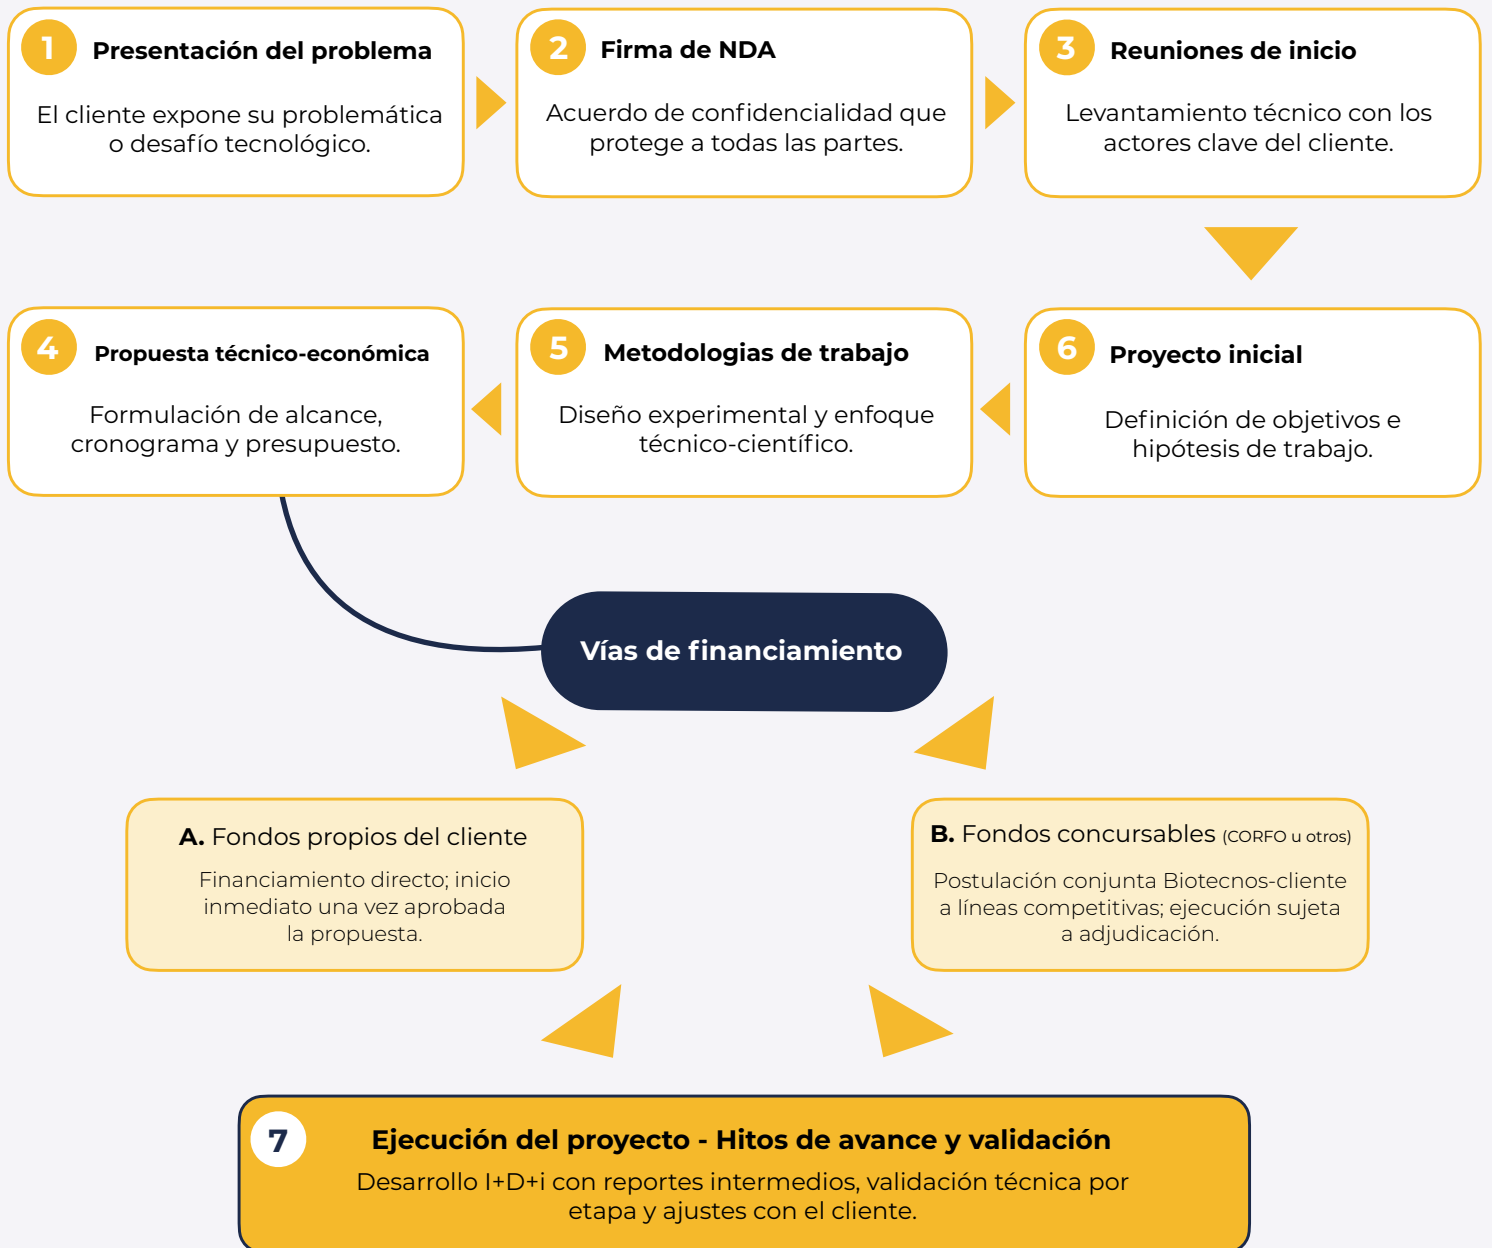 1
Presentación del problema
El cliente expone su problemática
o desafío tecnológico.
2
Firma de NDA
Acuerdo de confidencialidad que
protege a todas las partes.
3
Reuniones de inicio
Levantamiento técnico con los
actores clave del cliente.
4
Propuesta técnico-económica
Formulación de alcance,
cronograma y presupuesto.
5
Metodologias de trabajo
Diseño experimental y enfoque
técnico-científico.
6
Proyecto inicial
Definición de objetivos e
hipótesis de trabajo.
Vías de financiamiento
A. Fondos propios del cliente
Financiamiento directo; inicio
inmediato una vez aprobada
la propuesta.
B. Fondos concursables (CORFO u otros)
Postulación conjunta Biotecnos-cliente
a líneas competitivas; ejecución sujeta
a adjudicación.
7
Ejecución del proyecto - Hitos de avance y validación
Desarrollo I+D+i con reportes intermedios, validación técnica por
etapa y ajustes con el cliente.